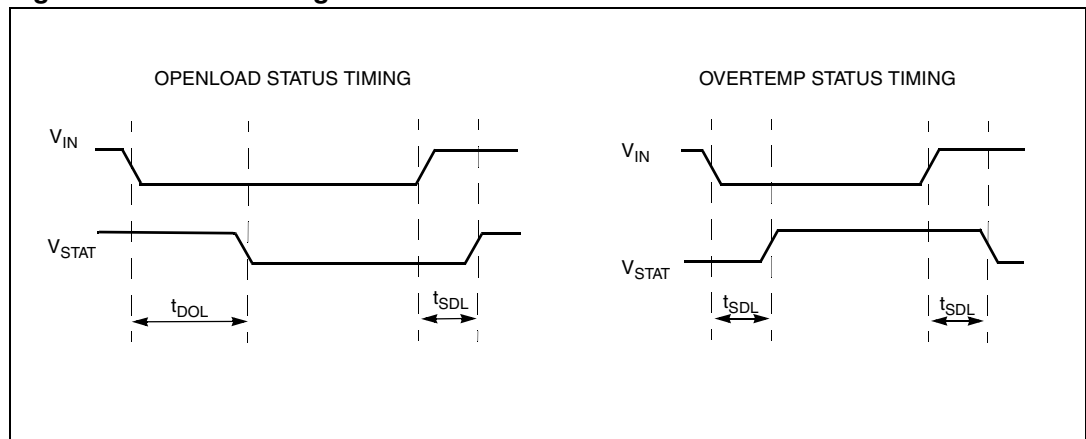 OPENLOAD STATUS TIMING
V_IN
V_STAT
t_DOL
t_SDL
OVERTEMP STATUS TIMING
V_IN
V_STAT
t_SDL
t_SDL